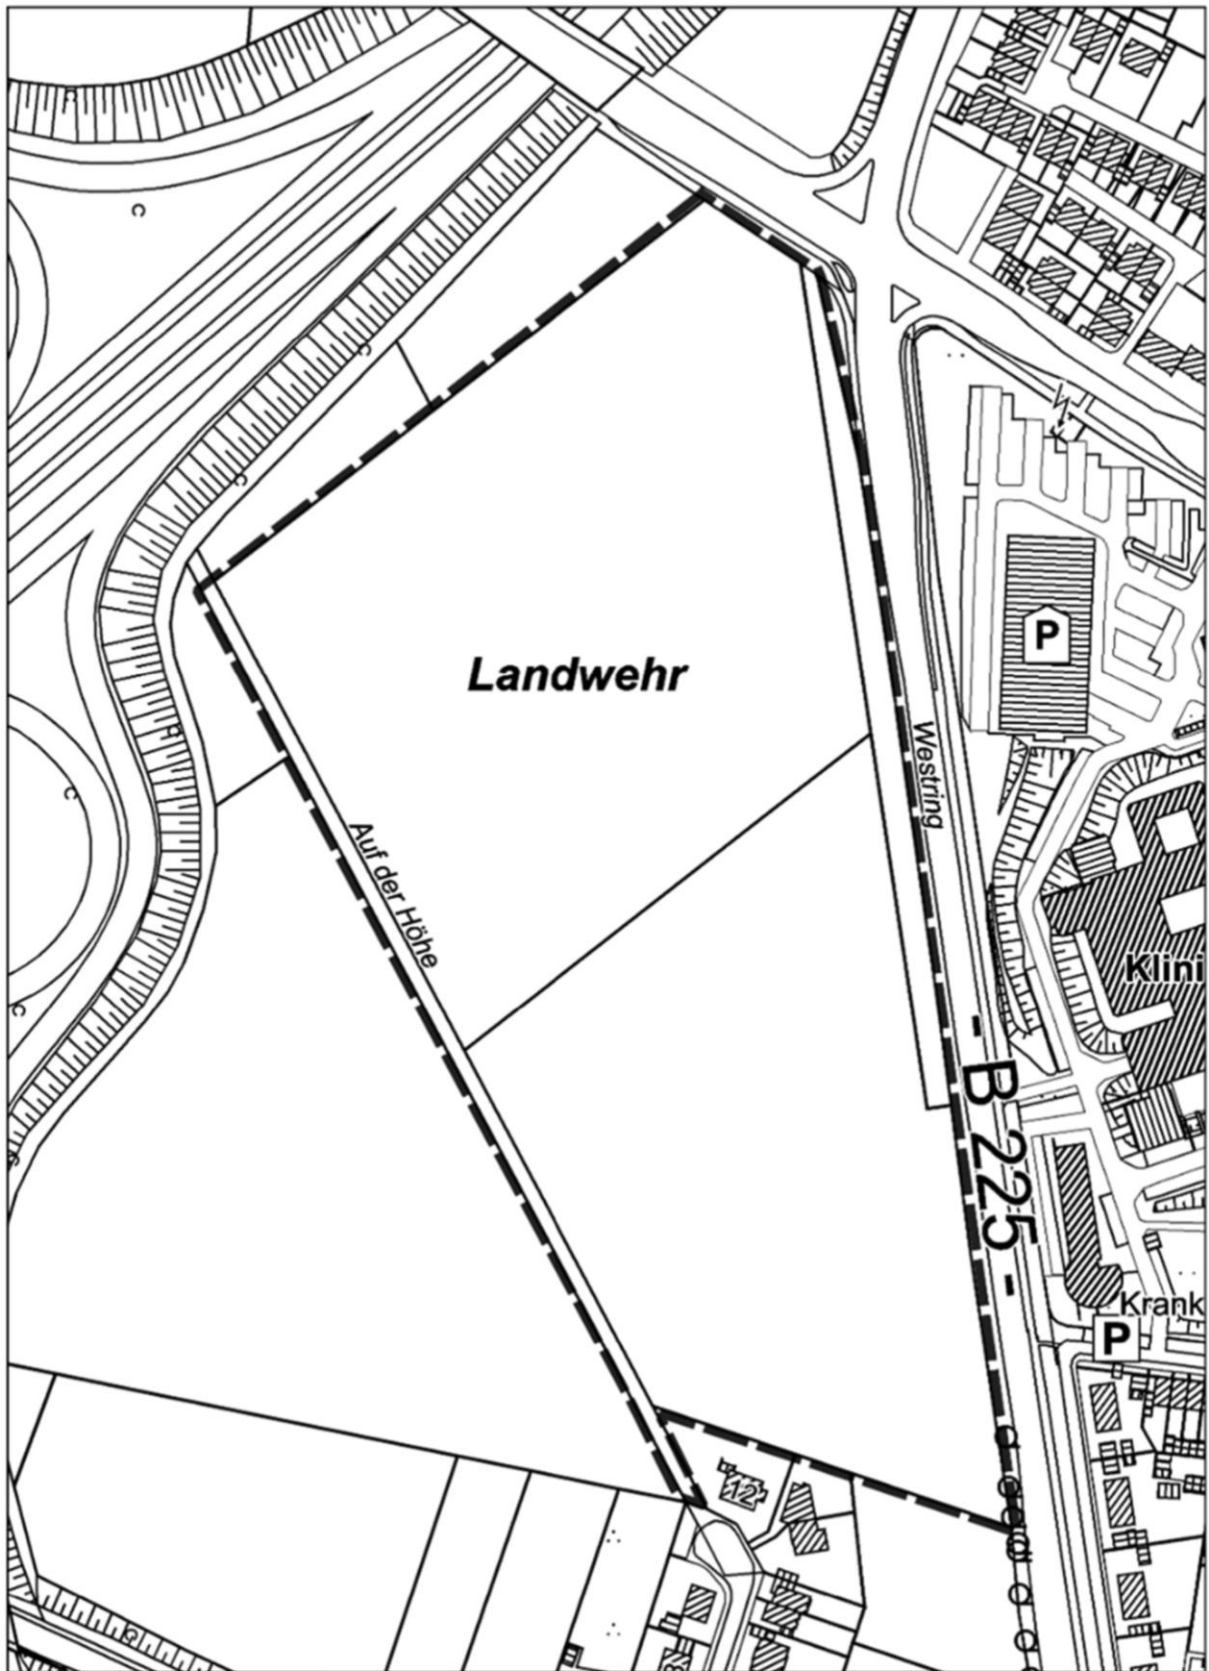 P
Landwehr
Westring
Auf der Höhe
Klini
- B 225 -
Krank
P
12